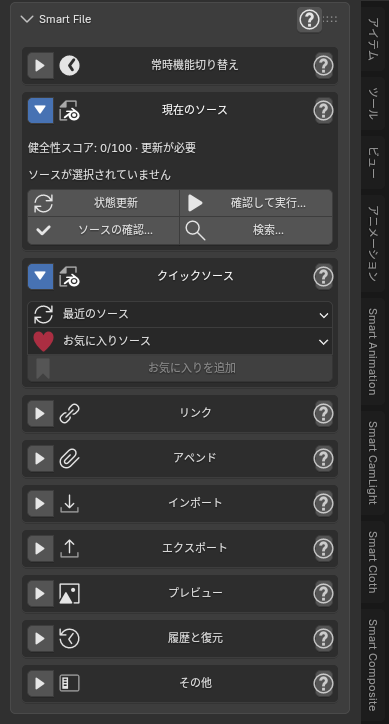 Smart File
常時機能切り替え
現在のソース
健全性スコア: 0/100 · 更新が必要
ソースが選択されていません
状態更新
確認して実行...
ソースの確認...
検索...
クイックソース
最近のソース
お気に入りソース
お気に入りを追加
リンク
アペンド
インポート
エクスポート
プレビュー
履歴と復元
その他
アイテム
ツール
ビュー
アニメーション
Smart Animation
Smart CamLight
Smart Cloth
Smart Composite